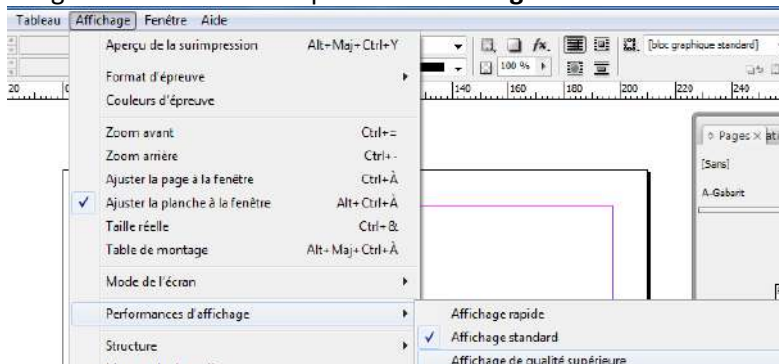 Tableau Affichage Fenêtre Aide
Aperçu de la surimpression Alt+Maj+Ctrl+Y
[bloc graphique standard]
Format d'épreuve
100 %
Couleurs d'épreuve
20 140 160 180 200 220 240
Zoom avant Ctrl+=
Pages
Zoom arrière Ctrl+-
[Sans]
Ajuster la page à la fenêtre Ctrl+À
A-Gabarit
Ajuster la planche à la fenêtre Alt+Ctrl+À
Taille réelle Ctrl+&
Table de montage Alt+Maj+Ctrl+À
Mode de l'écran
Performances d'affichage
Affichage rapide
Affichage standard
Structure
Affichage de qualité supérieure